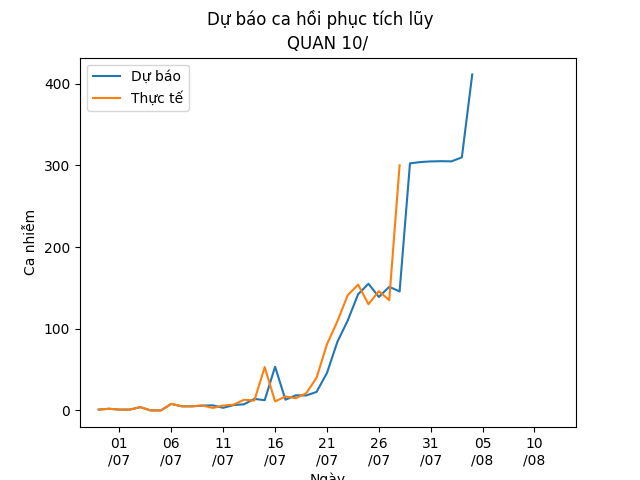 Dự báo ca hồi phục tích lũy
QUAN 10/
Dự báo
Thực tế
Ca nhiễm
400
300
200
100
0
01 06 11 16 21 26 31 05 10
/07 /07 /07 /07 /07 /07 /07 /08 /08
Ngày